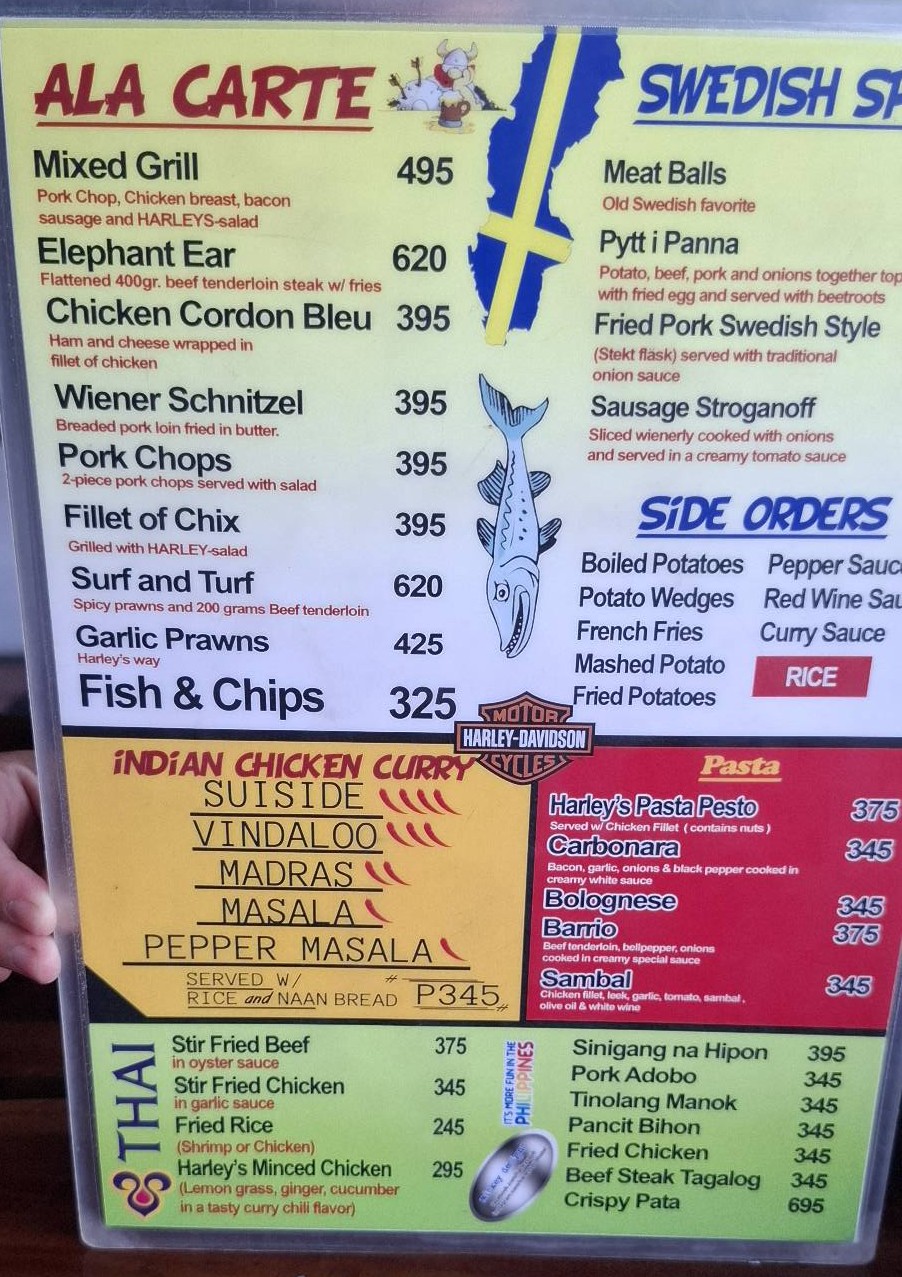 ALA CARTE
Mixed Grill 495
Pork Chop, Chicken breast, bacon
sausage and HARLEYS-salad
Elephant Ear 620
Flattened 400gr. beef tenderloin steak w/ fries
Chicken Cordon Bleu 395
Ham and cheese wrapped in
fillet of chicken
Wiener Schnitzel 395
Breaded pork loin fried in butter.
Pork Chops 395
2-piece pork chops served with salad
Fillet of Chix 395
Grilled with HARLEY-salad
Surf and Turf 620
Spicy prawns and 200 grams Beef tenderloin
Garlic Prawns 425
Harley's way
Fish & Chips 325
SWEDISH SP
Meat Balls
Old Swedish favorite
Pytt i Panna
Potato, beef, pork and onions together top
with fried egg and served with beetroots
Fried Pork Swedish Style
(Stekt fläsk) served with traditional
onion sauce
Sausage Stroganoff
Sliced wienerly cooked with onions
and served in a creamy tomato sauce
SiDE ORDERS
Boiled Potatoes Pepper Sauc
Potato Wedges Red Wine Sau
French Fries Curry Sauce
Mashed Potato RICE
Fried Potatoes
MOTOR
HARLEY-DAVIDSON
CYCLES
iNDiAN CHICKEN CURRY
SUISIDE
VINDALOO
MADRAS
MASALA
PEPPER MASALA
SERVED W/
RICE and NAAN BREAD # P345 #
Pasta
Harley's Pasta Pesto 375
Served w/ Chicken Fillet ( contains nuts )
Carbonara 345
Bacon, garlic, onions & black pepper cooked in
creamy white sauce
Bolognese 345
Barrio 375
Beef tenderloin, bellpepper, onions
cooked in creamy special sauce
Sambal 345
Chicken fillet, leek, garlic, tomato, sambal,
olive oil & white wine
THAI
Stir Fried Beef 375
in oyster sauce
Stir Fried Chicken 345
in garlic sauce
Fried Rice 245
(Shrimp or Chicken)
Harley's Minced Chicken 295
(Lemon grass, ginger, cucumber
in a tasty curry chili flavor)
IT'S MORE FUN IN THE
PHILIPPINES
Sinigang na Hipon 395
Pork Adobo 345
Tinolang Manok 345
Pancit Bihon 345
Fried Chicken 345
Beef Steak Tagalog 345
Crispy Pata 695